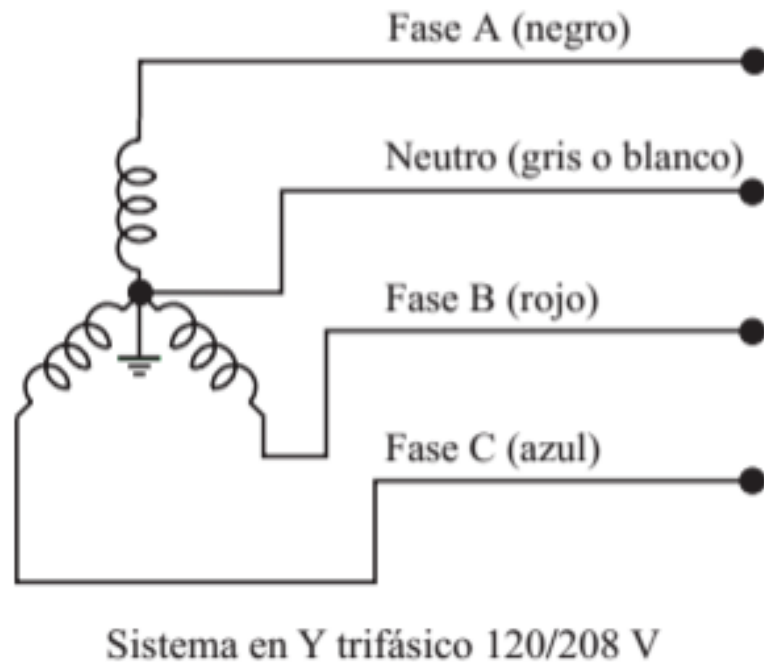 Fase A (negro)
Neutro (gris o blanco)
Fase B (rojo)
Fase C (azul)
Sistema en Y trifásico 120/208 V